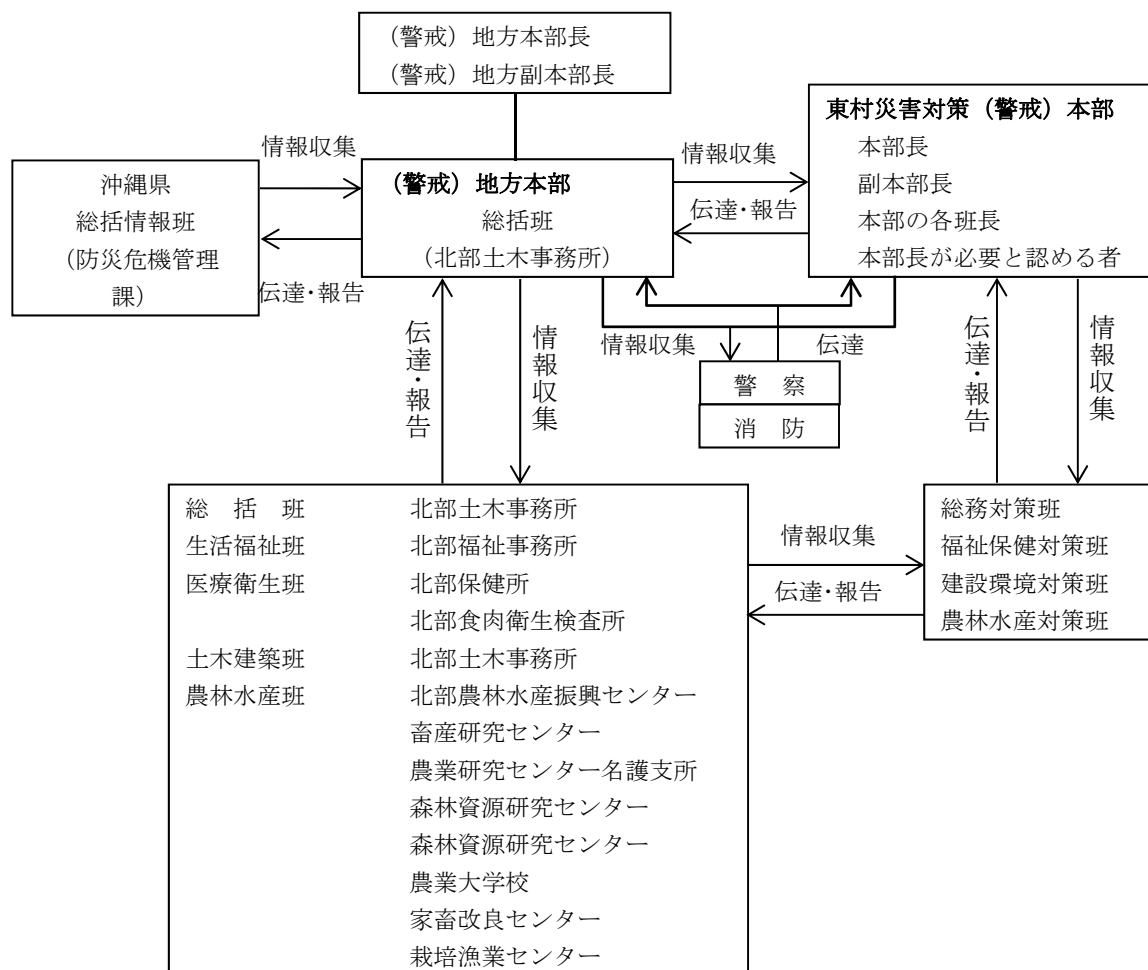 (警戒)地方本部長
(警戒)地方副本部長
東村災害対策(警戒)本部
本部長
副本部長
本部の各班長
本部長が必要と認める者
情報収集
情報収集
沖縄県
総括情報班
(防災危機管理
課)
(警戒)地方本部
総括班
(北部土木事務所)
伝達・報告
伝達・報告
伝達・報告
情報収集
情報収集
伝達
警 察
消 防
伝達・報告
情報収集
総 括 班 北部土木事務所
生活福祉班 北部福祉事務所
医療衛生班 北部保健所
北部食肉衛生検査所
土木建築班 北部土木事務所
農林水産班 北部農林水産振興センター
畜産研究センター
農業研究センター名護支所
森林資源研究センター
森林資源研究センター
農業大学校
家畜改良センター
栽培漁業センター
情報収集
伝達・報告
総務対策班
福祉保健対策班
建設環境対策班
農林水産対策班